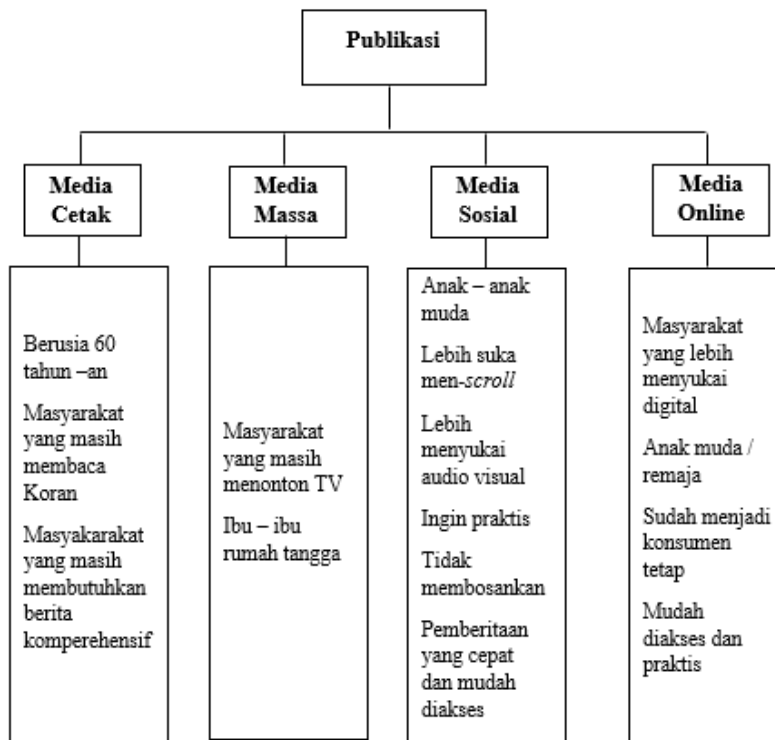 Publikasi
Media
Cetak
Media
Massa
Media
Sosial
Media
Online
Berusia 60
tahun –an
Masyarakat
yang masih
membaca
Koran
Masyakarakat
yang masih
membutuhkan
berita
komperehensif
Masyarakat
yang masih
menonton TV
Ibu – ibu
rumah tangga
Anak – anak
muda
Lebih suka
men-scroll
Lebih
menyukai
audio visual
Ingin praktis
Tidak
membosankan
Pemberitaan
yang cepat
dan mudah
diakses
Masyarakat
yang lebih
menyukai
digital
Anak muda /
remaja
Sudah menjadi
konsumen
tetap
Mudah
diakses dan
praktis